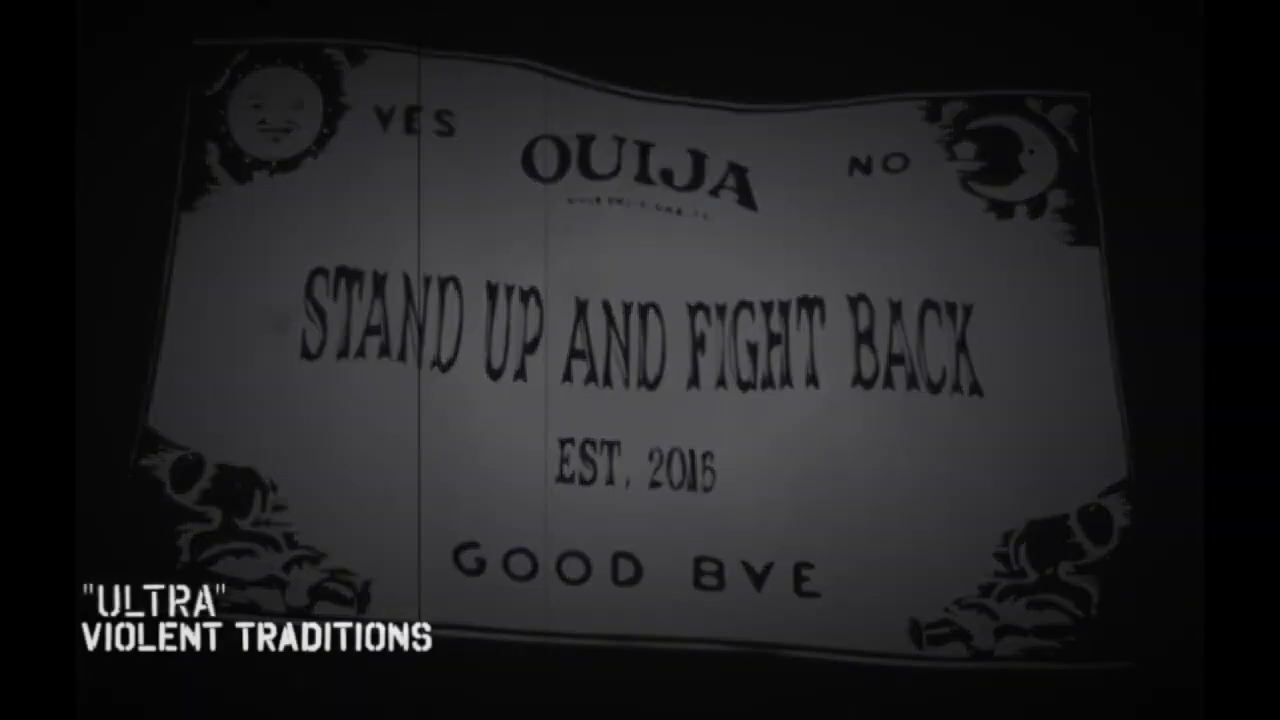 YES
OUIJA
NO
STAND UP AND FIGHT BACK
EST. 2016
GOOD BYE
"ULTRA"
VIOLENT TRADITIONS